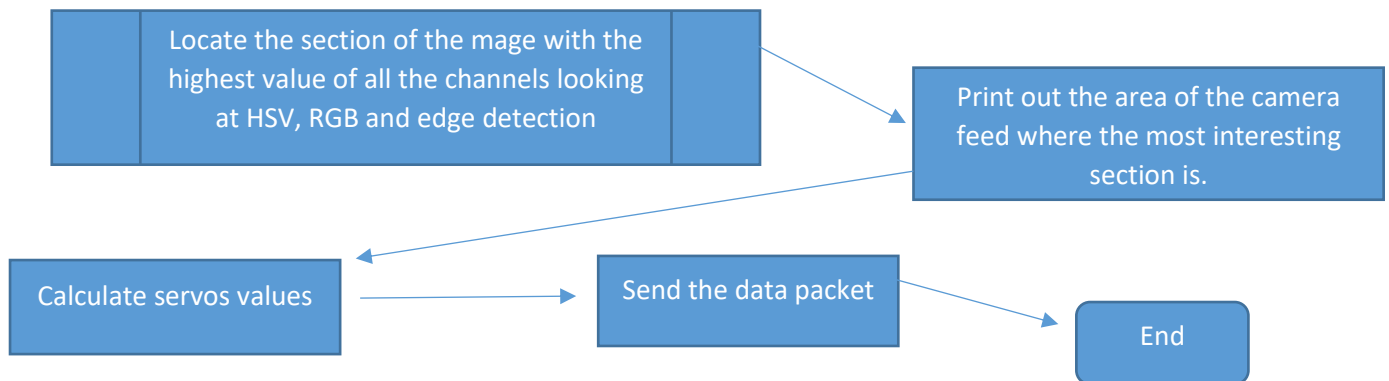 Locate the section of the mage with the
highest value of all the channels looking
at HSV, RGB and edge detection
Print out the area of the camera
feed where the most interesting
section is.
Calculate servos values
Send the data packet
End